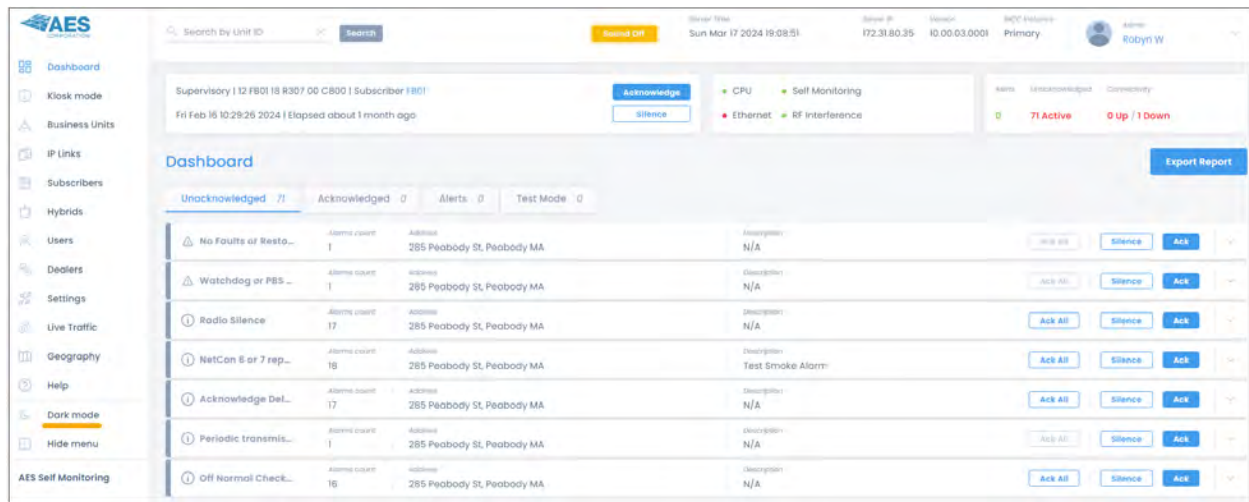 AES
CORPORATION
Dashboard
Kiosk mode
Business Units
IP Links
Subscribers
Hybrids
Users
Dealers
Settings
Live Traffic
Geography
Help
Dark mode
Hide menu
AES Self Monitoring
Search by Unit ID
Search
Sound Off
Server Time
Sun Mar 17 2024 19:08:51
Server IP
172.31.80.35
Version
10.00.03.0001
MCC Instance
Primary
Admin
Robyn W
Supervisory | 12 FB01 18 R307 00 C800 | Subscriber FB01
Fri Feb 16 10:29:26 2024 | Elapsed about 1 month ago
Acknowledge
Silence
CPU Self Monitoring
Ethernet RF Interference
Alerts Unacknowledged Connectivity
0 71 Active 0 Up / 1 Down
Dashboard
Export Report
Unacknowledged 71 Acknowledged 0 Alerts 0 Test Mode 0
Alarms count Address Description
No Faults or Resto... 1 285 Peabody St, Peabody MA N/A Ack All Silence Ack
Alarms count Address Description
Watchdog or PBS ... 1 285 Peabody St, Peabody MA N/A Ack All Silence Ack
Alarms count Address Description
Radio Silence 17 285 Peabody St, Peabody MA N/A Ack All Silence Ack
Alarms count Address Description
NetCon 6 or 7 rep... 18 285 Peabody St, Peabody MA Test Smoke Alarm Ack All Silence Ack
Alarms count Address Description
Acknowledge Del... 17 285 Peabody St, Peabody MA N/A Ack All Silence Ack
Alarms count Address Description
Periodic transmis... 1 285 Peabody St, Peabody MA N/A Ack All Silence Ack
Alarms count Address Description
Off Normal Check... 16 285 Peabody St, Peabody MA N/A Ack All Silence Ack